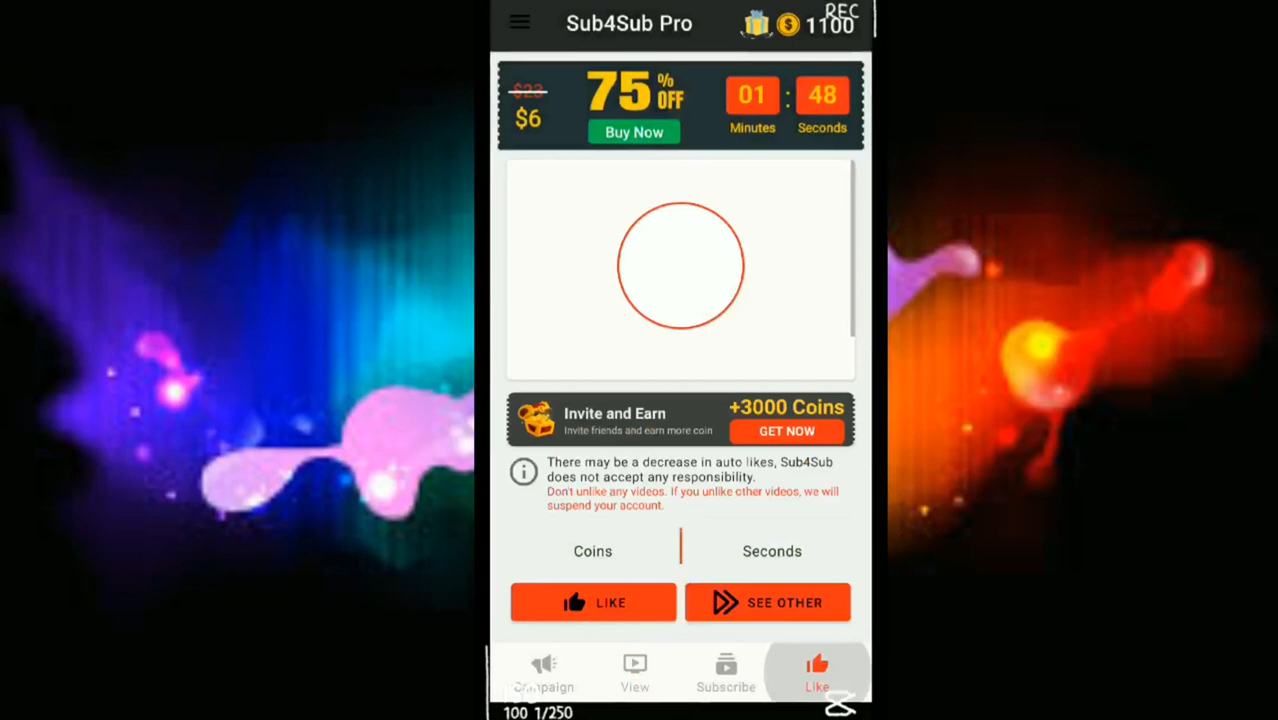 REC
Sub4Sub Pro
1100
$23
$6
75 % OFF
Buy Now
01 : 48
Minutes Seconds
Invite and Earn
Invite friends and earn more coin
+3000 Coins
GET NOW
There may be a decrease in auto likes, Sub4Sub
does not accept any responsibility.
Don't unlike any videos. If you unlike other videos, we will
suspend your account.
Coins Seconds
LIKE SEE OTHER
Campaign View Subscribe Like
100 1/250